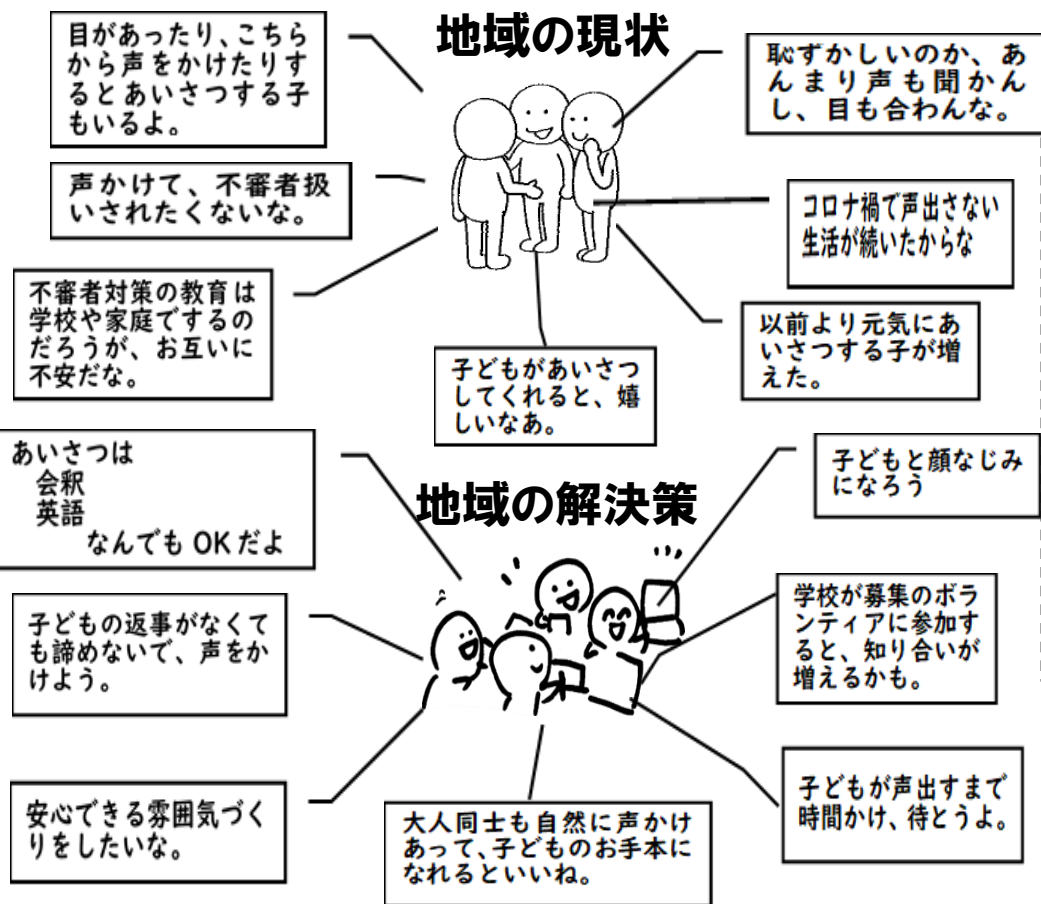 地域の現状
目があったり、こちら
から声をかけたりす
るとあいさつする子
もいるよ。
恥ずかしいのか、あ
んまり声も聞かん
し、目も合わんな。
声かけて、不審者扱
いされたくないな。
コロナ禍で声出さない
生活が続いたからな
不審者対策の教育は
学校や家庭でするの
だろうが、お互いに
不安だな。
以前より元気にあ
いさつする子が増
えた。
子どもがあいさつ
してくれると、嬉
しいなあ。
地域の解決策
あいさつは
会釈
英語
なんでも OK だよ
子どもと顔なじみ
になろう
子どもの返事がなくて
も諦めないで、声をか
けよう。
学校が募集のボラ
ンティアに参加す
ると、知り合いが
増えるかも。
安心できる雰囲気づく
りをしたいな。
大人同士も自然に声かけ
あって、子どものお手本に
なれるといいね。
子どもが声出すまで
時間かけ、待とうよ。